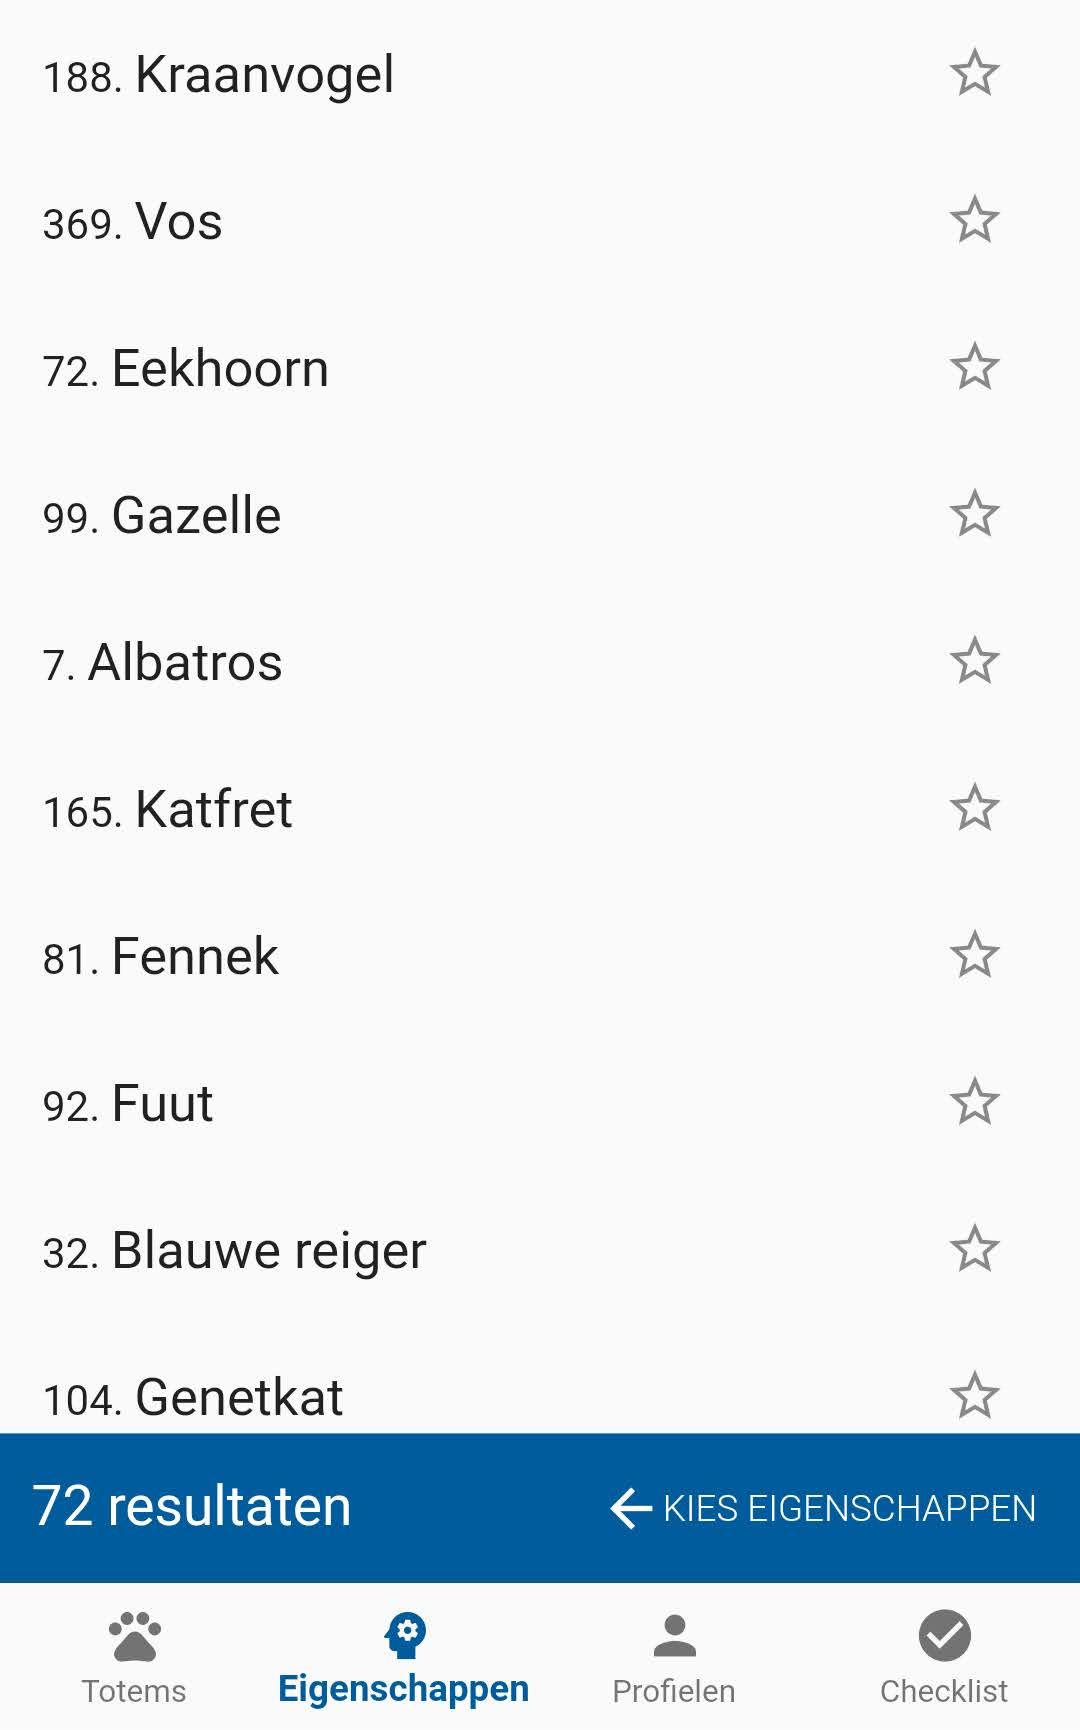 188. Kraanvogel
369. Vos
72. Eekhoorn
99. Gazelle
7. Albatros
165. Katfret
81. Fennek
92. Fuut
32. Blauwe reiger
104. Genetkat
72 resultaten KIES EIGENSCHAPPEN
Totems Eigenschappen Profielen Checklist